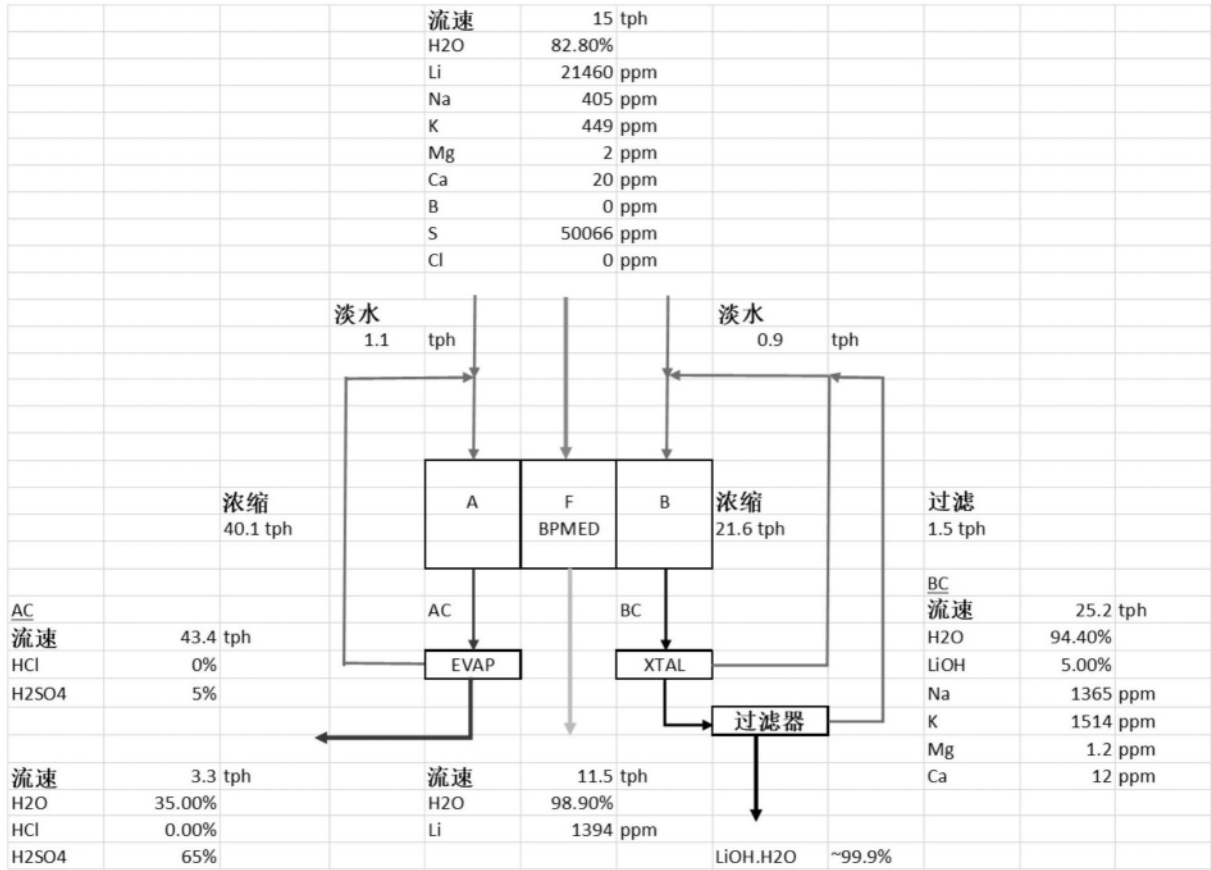 流速 15 tph
H2O 82.80%
Li 21460 ppm
Na 405 ppm
K 449 ppm
Mg 2 ppm
Ca 20 ppm
B 0 ppm
S 50066 ppm
Cl 0 ppm
淡水 淡水
1.1 tph 0.9 tph
浓缩 A F B 浓缩 过滤
40.1 tph BPMED 21.6 tph 1.5 tph
BC
AC AC BC 流速 25.2 tph
流速 43.4 tph H2O 94.40%
HCl 0% EVAP XTAL LiOH 5.00%
H2SO4 5% Na 1365 ppm
过滤器 K 1514 ppm
Mg 1.2 ppm
流速 3.3 tph 流速 11.5 tph Ca 12 ppm
H2O 35.00% H2O 98.90%
HCl 0.00% Li 1394 ppm
H2SO4 65% LiOH.H2O ~99.9%